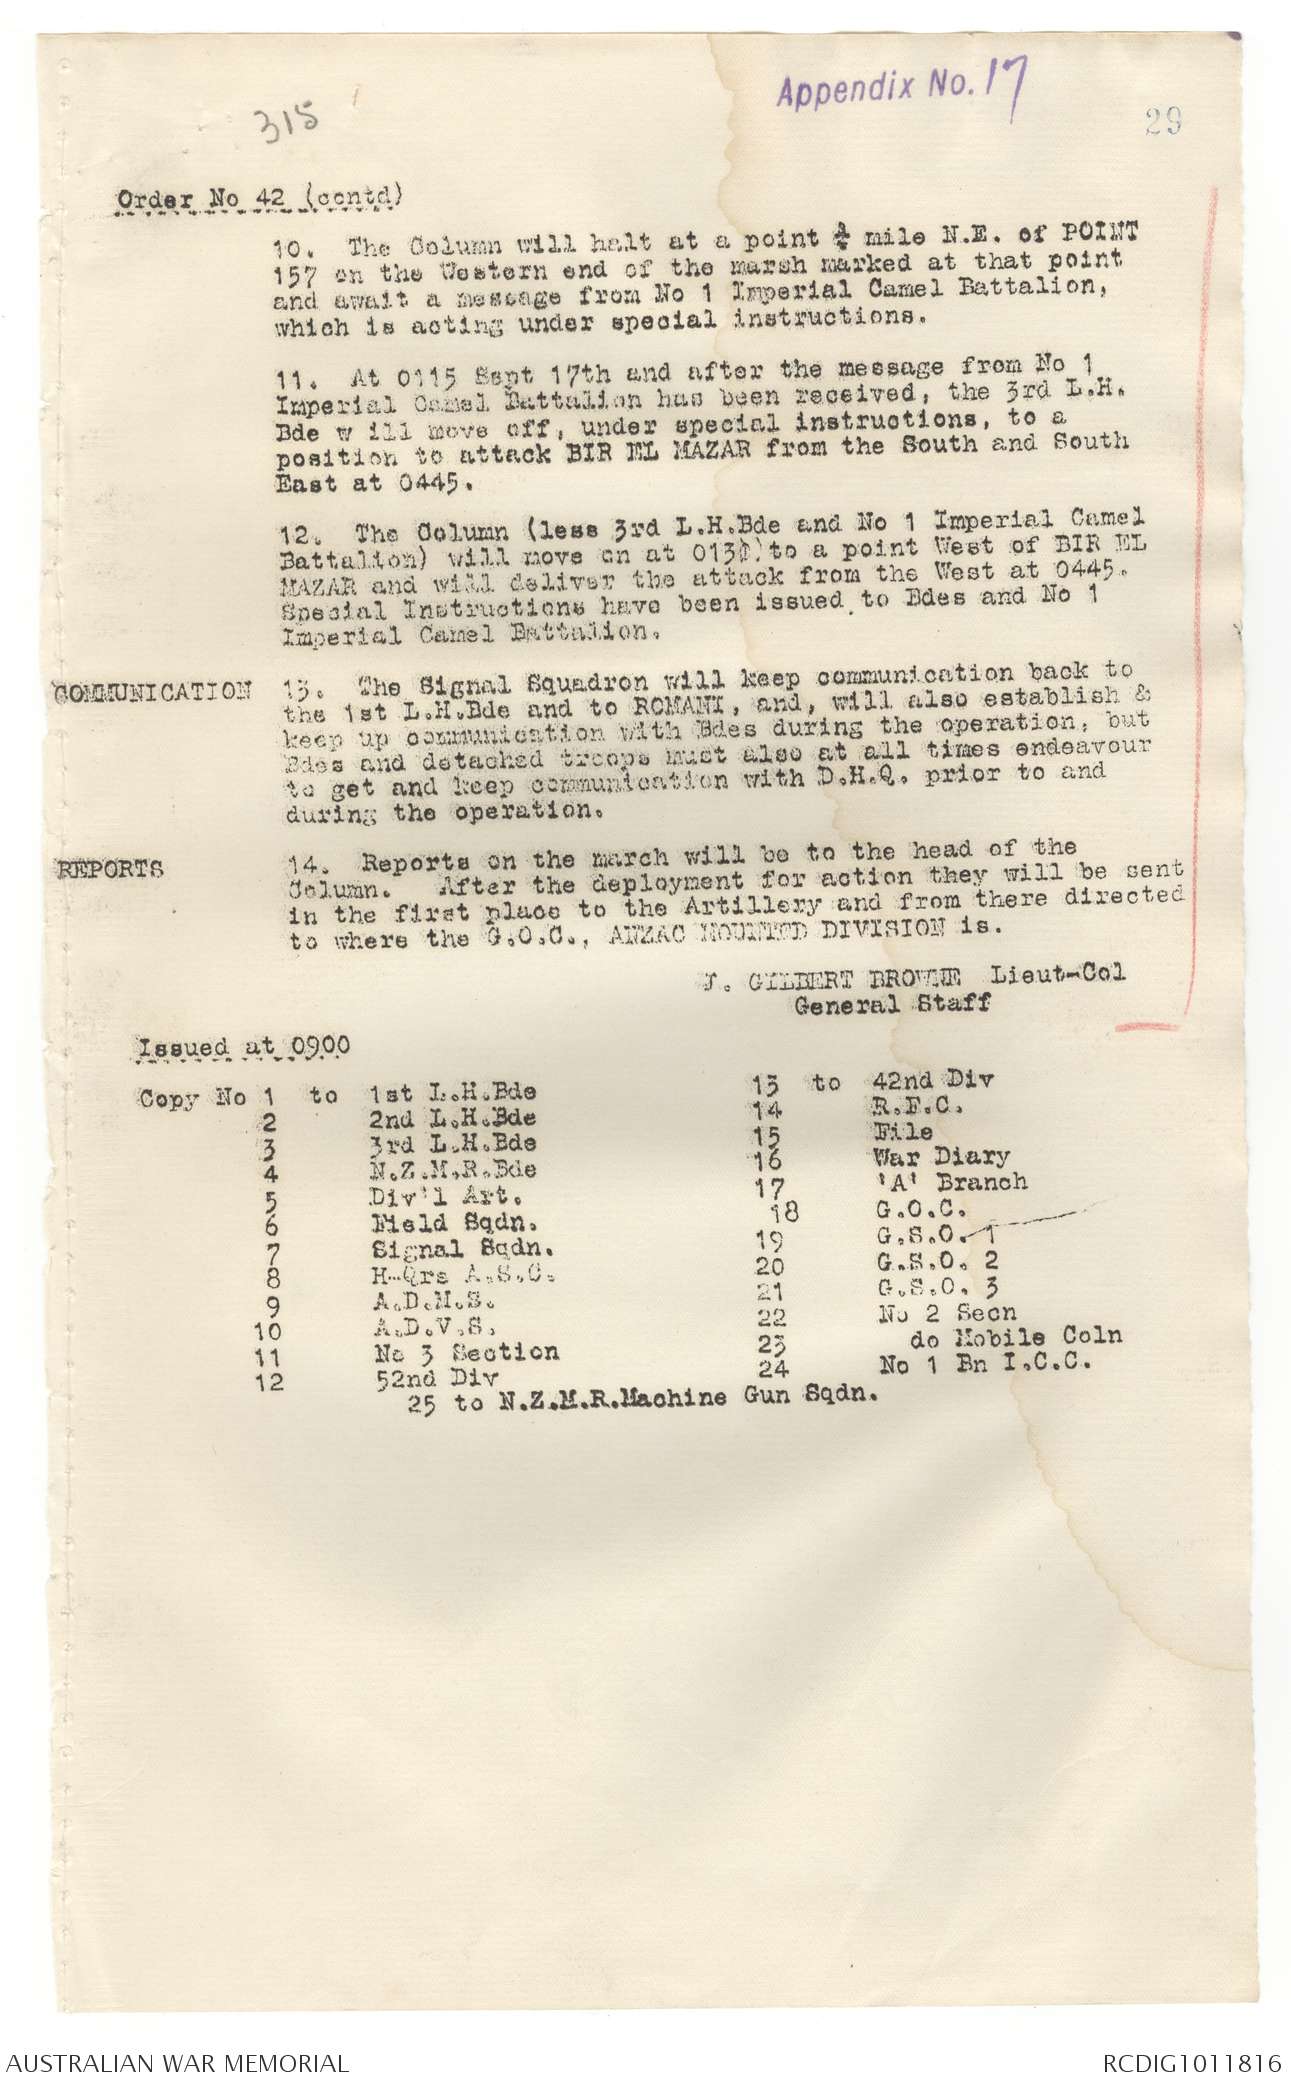 315
Appendix No. 17
29
Order No 42 (contd)
10. The Column will halt at a point ¾ mile N.E. of POINT
157 on the Western end of the marsh marked at that point
and await a message from No 1 Imperial Camel Battalion,
which is acting under special instructions.
11. At 0115 Sept 17th and after the message from No 1
Imperial Camel Battalion has been received, the 3rd L.H.
Bde w ill move off, under special instructions, to a
position to attack BIR EL MAZAR from the South and South
East at 0445.
12. The Column (less 3rd L.H.Bde and No 1 Imperial Camel
Battalion) will move on at 0130 to a point West of BIR EL
MAZAR and will deliver the attack from the West at 0445.
Special Instructions have been issued to Bdes and No 1
Imperial Camel Battalion.
COMMUNICATION 13. The Signal Squadron will keep communication back to
the 1st L.H.Bde and to ROMANI, and, will also establish &
keep up communication with Bdes during the operation, but
Bdes and detached troops must also at all times endeavour
to get and keep communication with D.H.Q. prior to and
during the operation.
REPORTS 14. Reports on the march will be to the head of the
Column. After the deployment for action they will be sent
in the first place to the Artillery and from there directed
to where the G.O.C., ANZAC MOUNTED DIVISION is.
J. GILBERT BROWNE Lieut-Col
General Staff
Issued at 0900
Copy No 1 to 1st L.H.Bde 13 to 42nd Div
2 2nd L.H.Bde 14 R.F.C.
3 3rd L.H.Bde 15 File
4 N.Z.M.R.Bde 16 War Diary
5 Div'l Art. 17 'A' Branch
6 Field Sqdn. 18 G.O.C.
7 Signal Sqdn. 19 G.S.O. 1
8 H-Qrs A.S.C. 20 G.S.O. 2
9 A.D.M.S. 21 G.S.O. 3
10 A.D.V.S. 22 No 2 Secn
11 No 3 Section 23 do Mobile Coln
12 52nd Div 24 No 1 Bn I.C.C.
25 to N.Z.M.R.Machine Gun Sqdn.
AUSTRALIAN WAR MEMORIAL RCDIG1011816